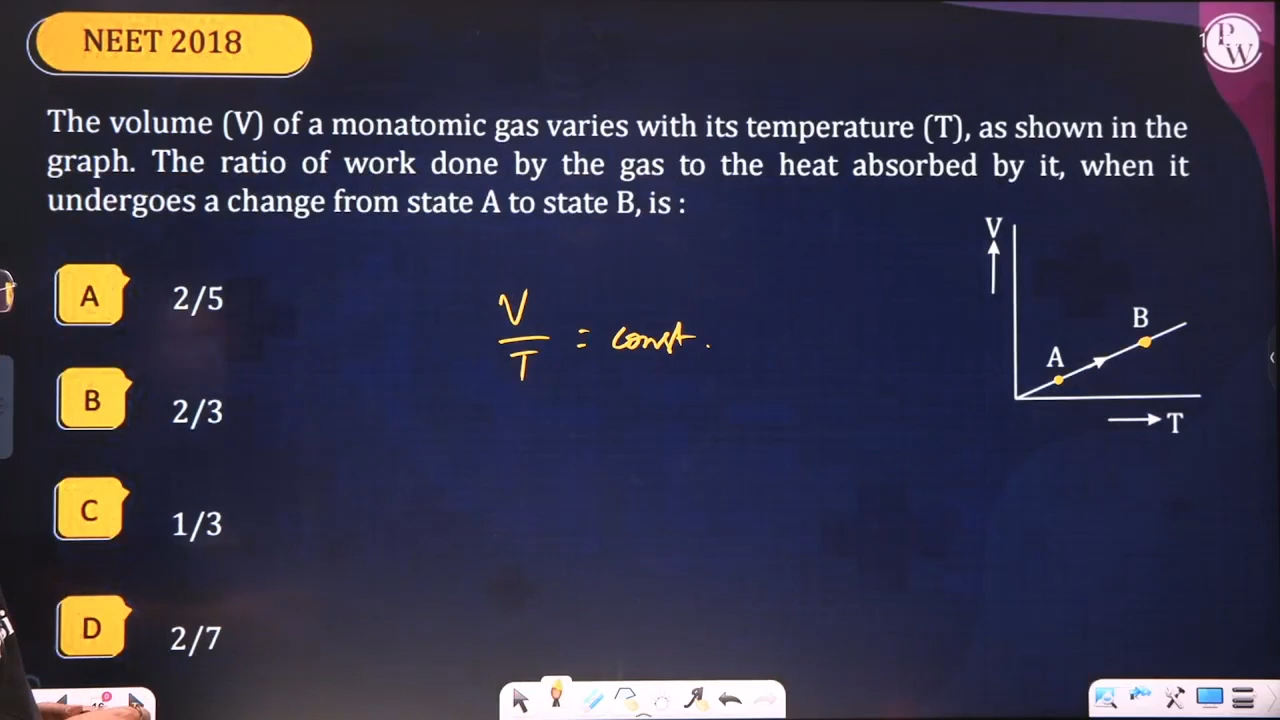 NEET 2018
PW
The volume (V) of a monatomic gas varies with its temperature (T), as shown in the
graph. The ratio of work done by the gas to the heat absorbed by it, when it
undergoes a change from state A to state B, is :
A 2/5
B 2/3
C 1/3
D 2/7
V
T
= const.
V
A
B
T